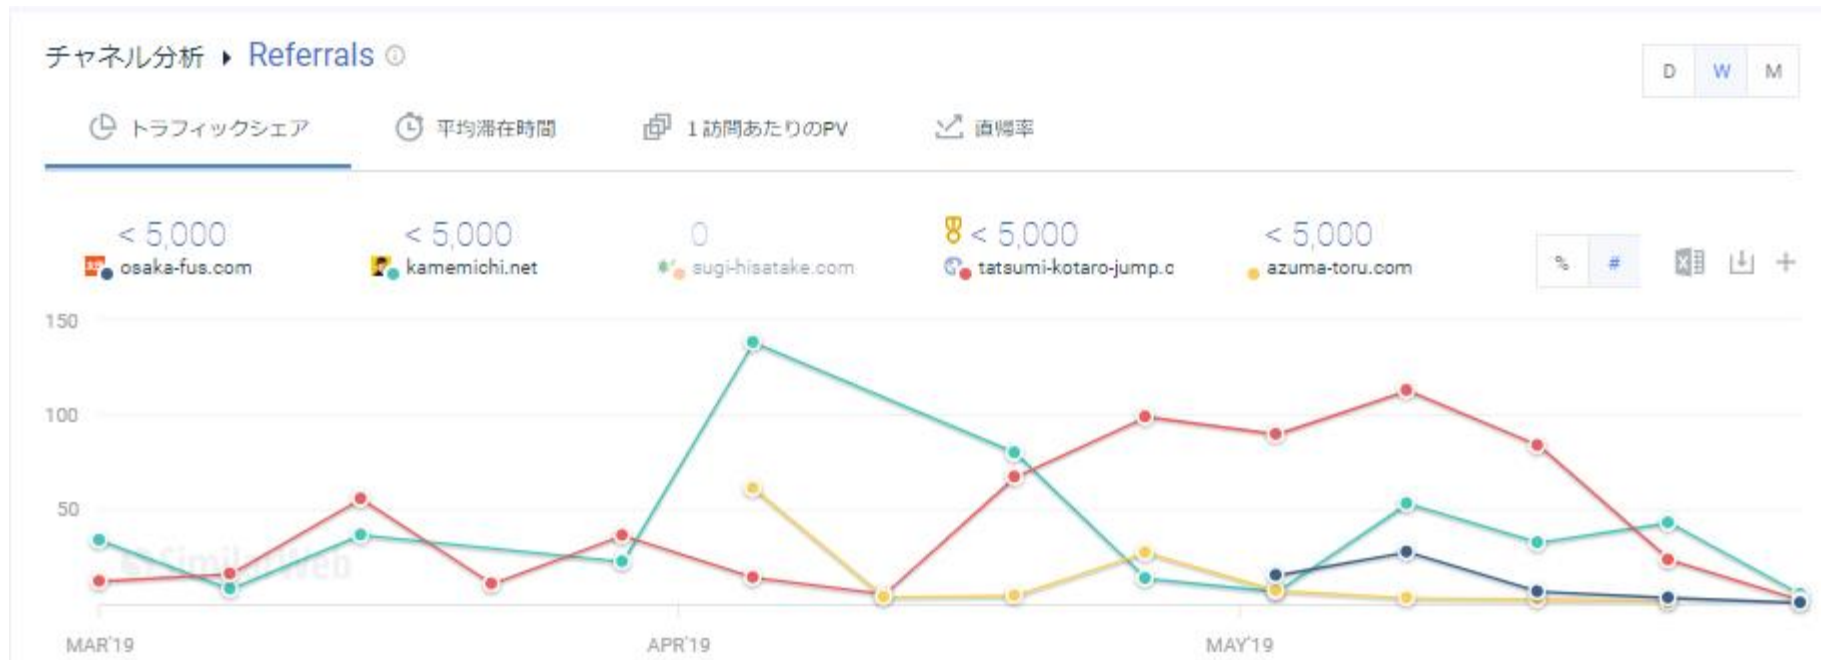 チャネル分析 ▸ Referrals
D W M
トラフィックシェア 平均滞在時間 1訪問あたりのPV 直帰率
< 5,000 < 5,000 0 < 5,000 < 5,000
osaka-fus.com kamemichi.net sugi-hisatake.com tatsumi-kotaro-jump.c azuma-toru.com
% #
150
100
50
SimilarWeb
MAR'19 APR'19 MAY'19